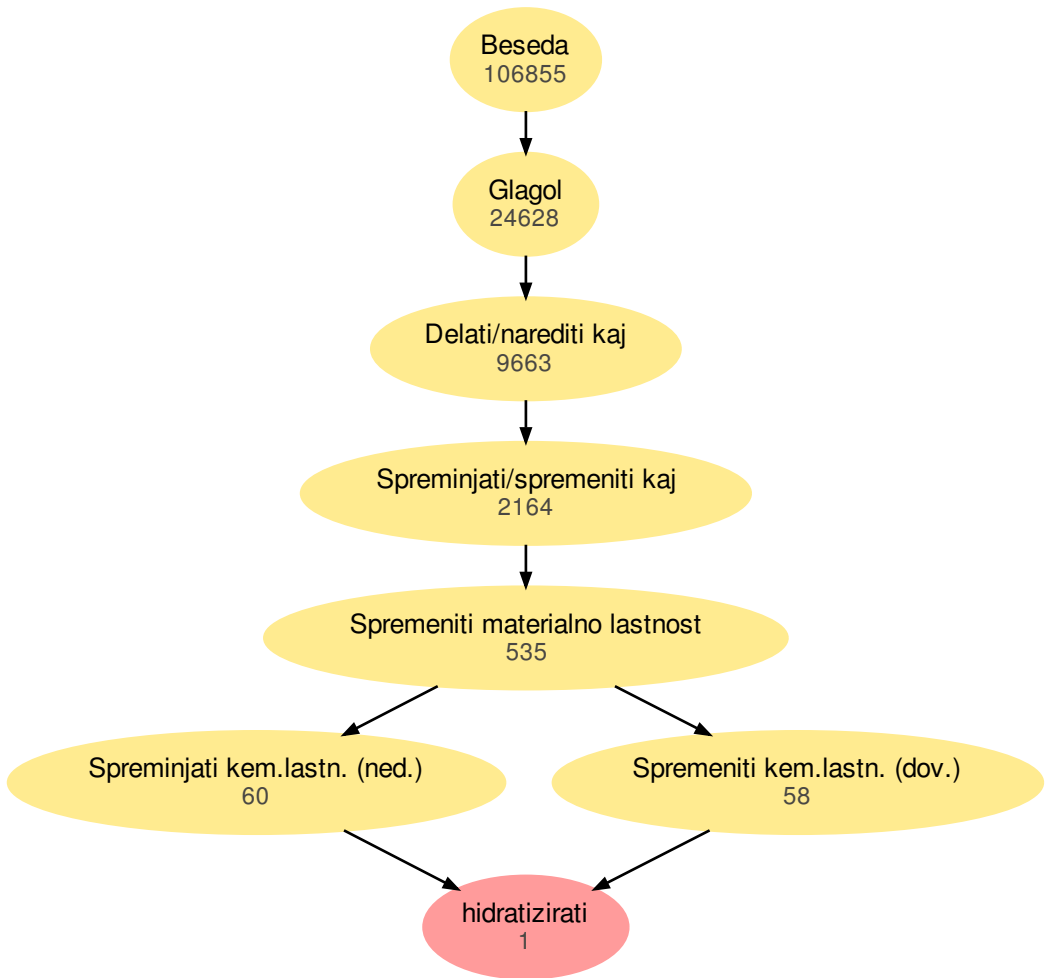 Beseda
106855
Glagol
24628
Delati/narediti kaj
9663
Spreminjati/spremeniti kaj
2164
Spremeniti materialno lastnost
535
Spreminjati kem.lastn. (ned.)
60
Spremeniti kem.lastn. (dov.)
58
hidratizirati
1